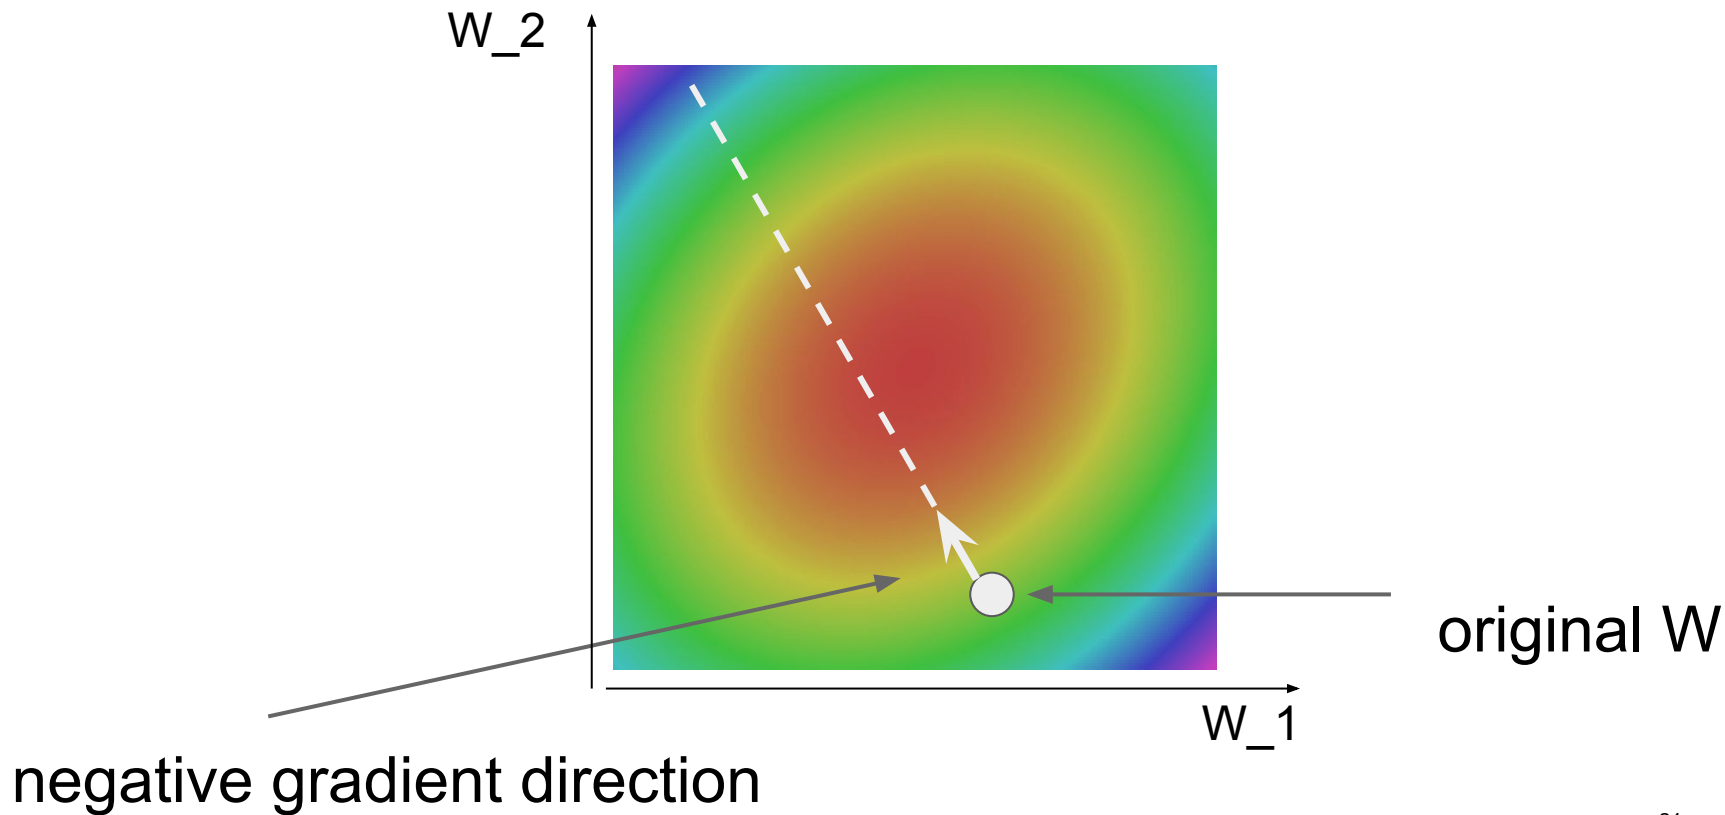 W_2
original W
W_1
negative gradient direction